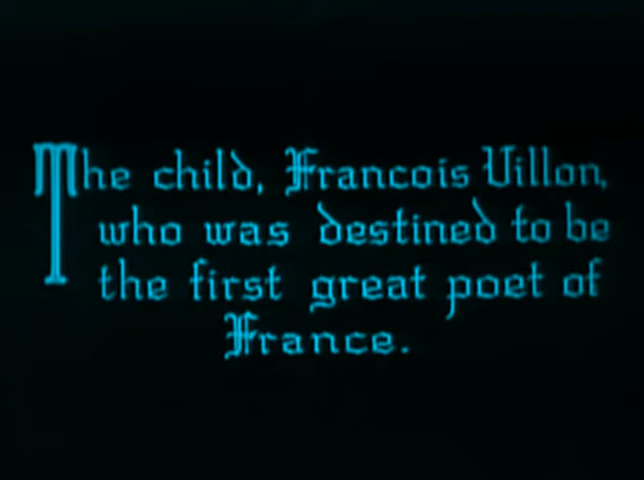 The child, Francois Villon,
who was destined to be
the first great poet of
France.